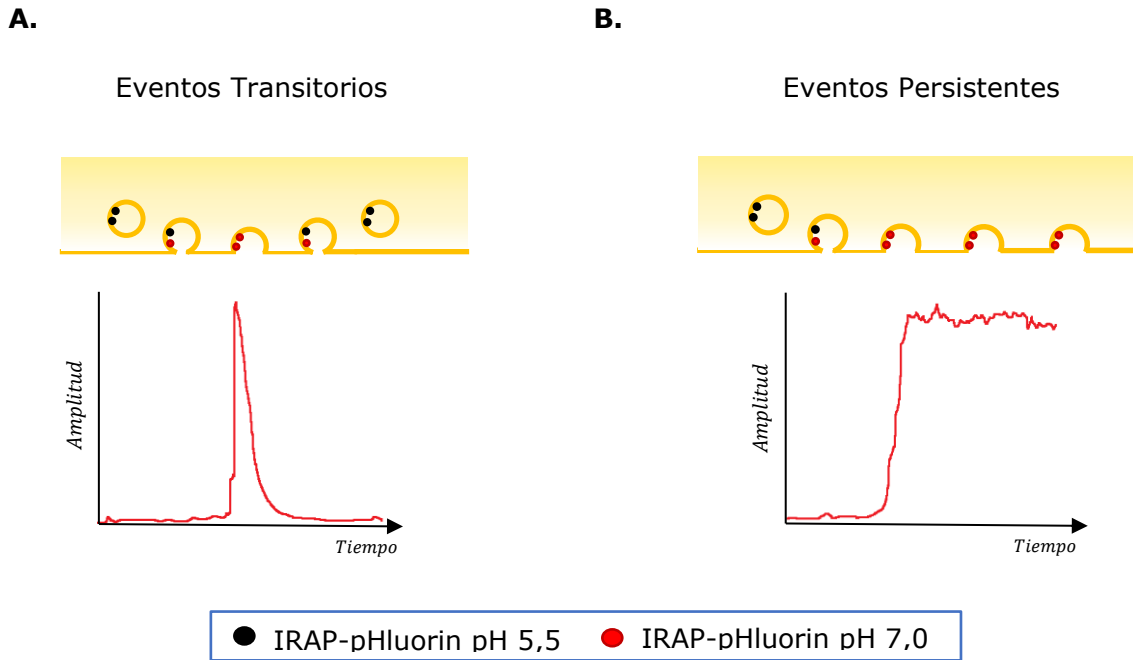 A.
B.
Eventos Transitorios
Eventos Persistentes
Amplitud
Tiempo
Amplitud
Tiempo
IRAP-pHluorin pH 5,5
IRAP-pHluorin pH 7,0